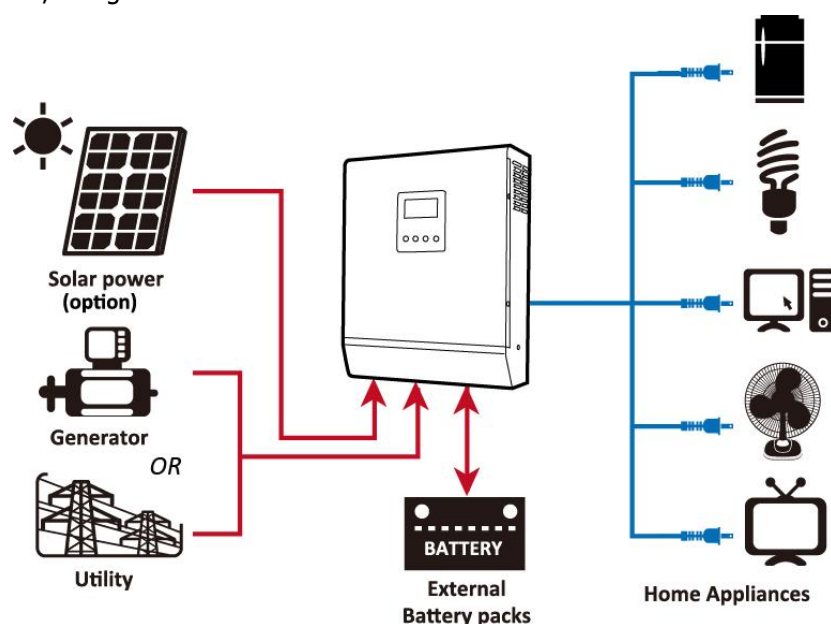 Solar power
(option)
Generator
OR
Utility
BATTERY
External
Battery packs
Home Appliances